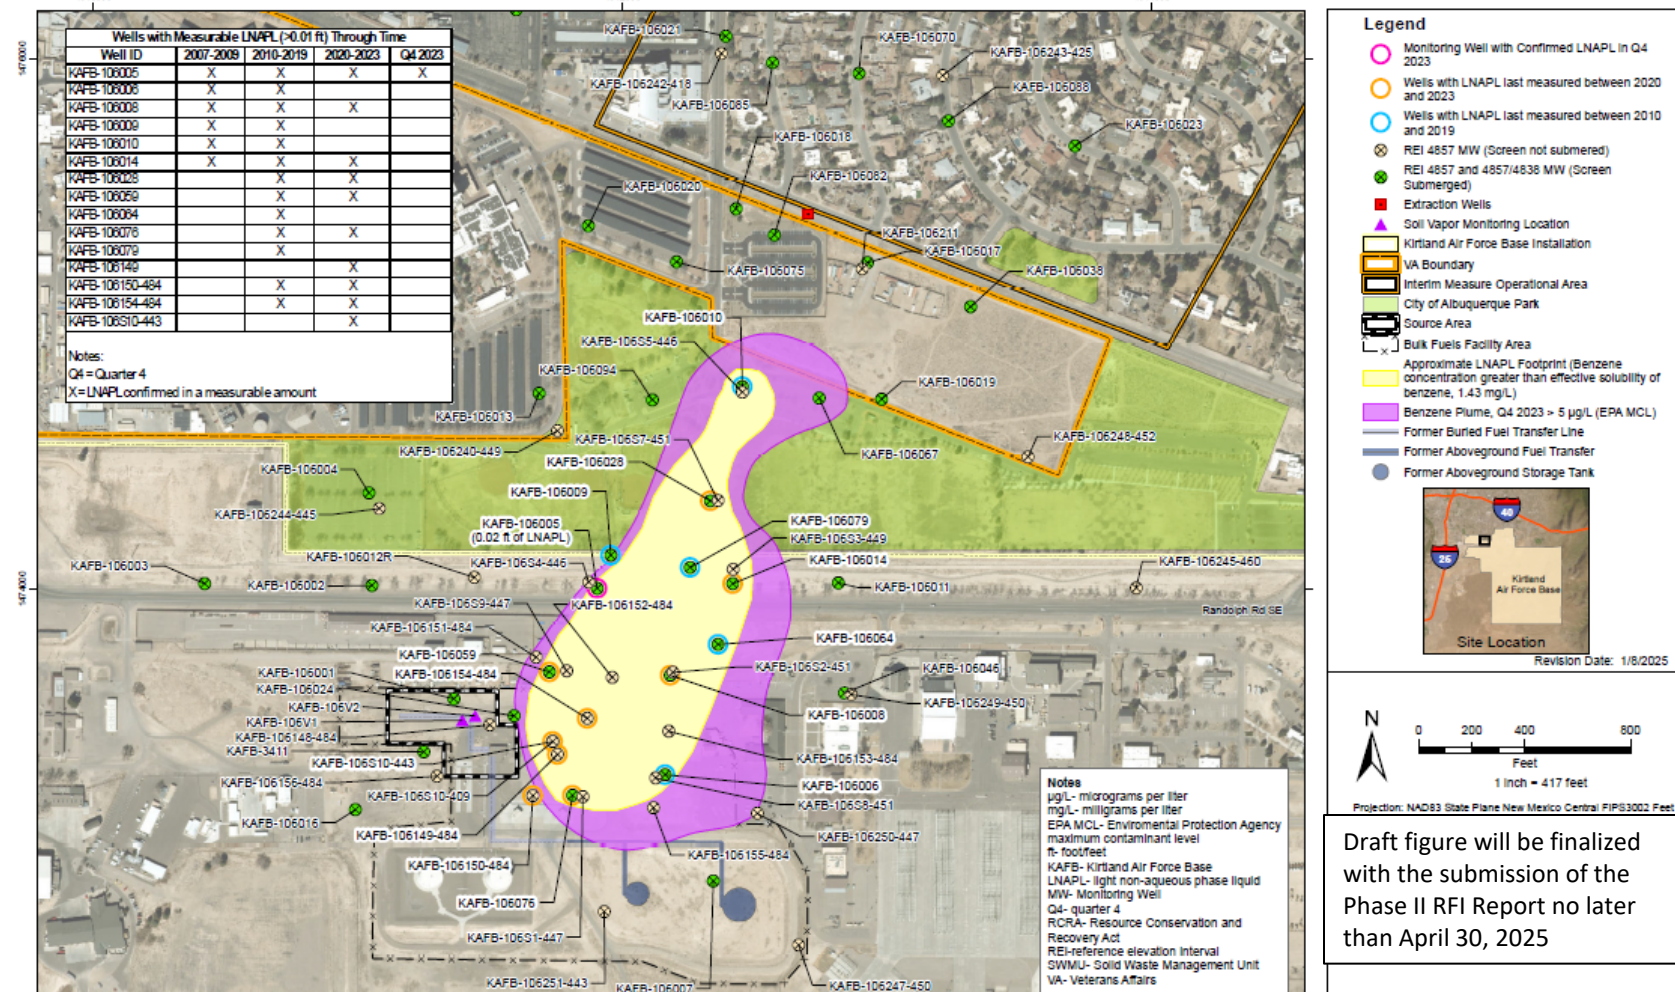 Wells with Measurable LNAPL (>0.01 ft) Through Time
Well ID 2007-2009 2010-2019 2020-2023 Q4 2023
KAFB-106005 X X X X
KAFB-106006 X X
KAFB-106008 X X X
KAFB-106009 X X
KAFB-106010 X X
KAFB-106014 X X X
KAFB-106028 X X
KAFB-106059 X X
KAFB-106064 X
KAFB-106076 X X
KAFB-106079 X
KAFB-106149 X
KAFB-106150-484 X X
KAFB-106154-484 X X
KAFB-106S10-443 X
Notes:
Q4 = Quarter 4
X = LNAPL confirmed in a measurable amount
1476000
1474000
KAFB-106021
KAFB-106070
KAFB-106243-425
KAFB-106242-418
KAFB-106085
KAFB-106088
KAFB-106018
KAFB-106023
KAFB-106082
KAFB-106020
KAFB-106211
KAFB-106017
KAFB-106075
KAFB-106038
KAFB-106010
KAFB-106S5-446
KAFB-106094
KAFB-106019
KAFB-106013
KAFB-106240-449
KAFB-106S7-451
KAFB-106248-452
KAFB-106067
KAFB-106028
KAFB-106004
KAFB-106009
KAFB-106244-445
KAFB-106005
(0.02 ft of LNAPL)
KAFB-106079
KAFB-106S3-449
KAFB-106012R
KAFB-106S4-446
KAFB-106014
KAFB-106003
KAFB-106002
KAFB-106011
KAFB-106245-460
KAFB-106S9-447
KAFB-106152-484
Randolph Rd SE
KAFB-106151-484
KAFB-106064
KAFB-106059
KAFB-106001
KAFB-106154-484
KAFB-106S2-451
KAFB-106046
KAFB-106024
KAFB-106V2
KAFB-106249-450
KAFB-106V1
KAFB-106008
KAFB-106148-484
KAFB-3411
KAFB-106S10-443
KAFB-106153-484
KAFB-106156-484
KAFB-106006
KAFB-106S10-409
KAFB-106S8-451
KAFB-106016
KAFB-106149-484
KAFB-106250-447
KAFB-106150-484
KAFB-106155-484
KAFB-106076
KAFB-106S1-447
KAFB-106251-443
KAFB-106007
KAFB-106247-450
Notes
µg/L- micrograms per liter
mg/L- milligrams per liter
EPA MCL- Enviromental Protection Agency
maximum contaminant level
ft- foot/feet
KAFB- Kirtland Air Force Base
LNAPL- light non-aqueous phase liquid
MW- Monitoring Well
Q4- quarter 4
RCRA- Resource Conservation and
Recovery Act
REI-reference elevation Interval
SWMU- Solid Waste Management Unit
VA- Veterans Affairs
Legend
Monitoring Well with Confirmed LNAPL in Q4
2023
Wells with LNAPL last measured between 2020
and 2023
Wells with LNAPL last measured between 2010
and 2019
REI 4857 MW (Screen not submered)
REI 4857 and 4857/4838 MW (Screen
Submerged)
Extraction Wells
Soil Vapor Monitoring Location
Kirtland Air Force Base Installation
VA Boundary
Interim Measure Operational Area
City of Albuquerque Park
Source Area
Bulk Fuels Facility Area
Approximate LNAPL Footprint (Benzene
concentration greater than effective solubility of
benzene, 1.43 mg/L)
Benzene Plume, Q4 2023 > 5 µg/L (EPA MCL)
Former Buried Fuel Transfer Line
Former Aboveground Fuel Transfer
Former Aboveground Storage Tank
40
25
Kirtland
Air Force Base
Site Location
Revision Date: 1/8/2025
N
0 200 400 800
Feet
1 inch = 417 feet
Projection: NAD83 State Plane New Mexico Central FIPS3002 Feet
Draft figure will be finalized
with the submission of the
Phase II RFI Report no later
than April 30, 2025